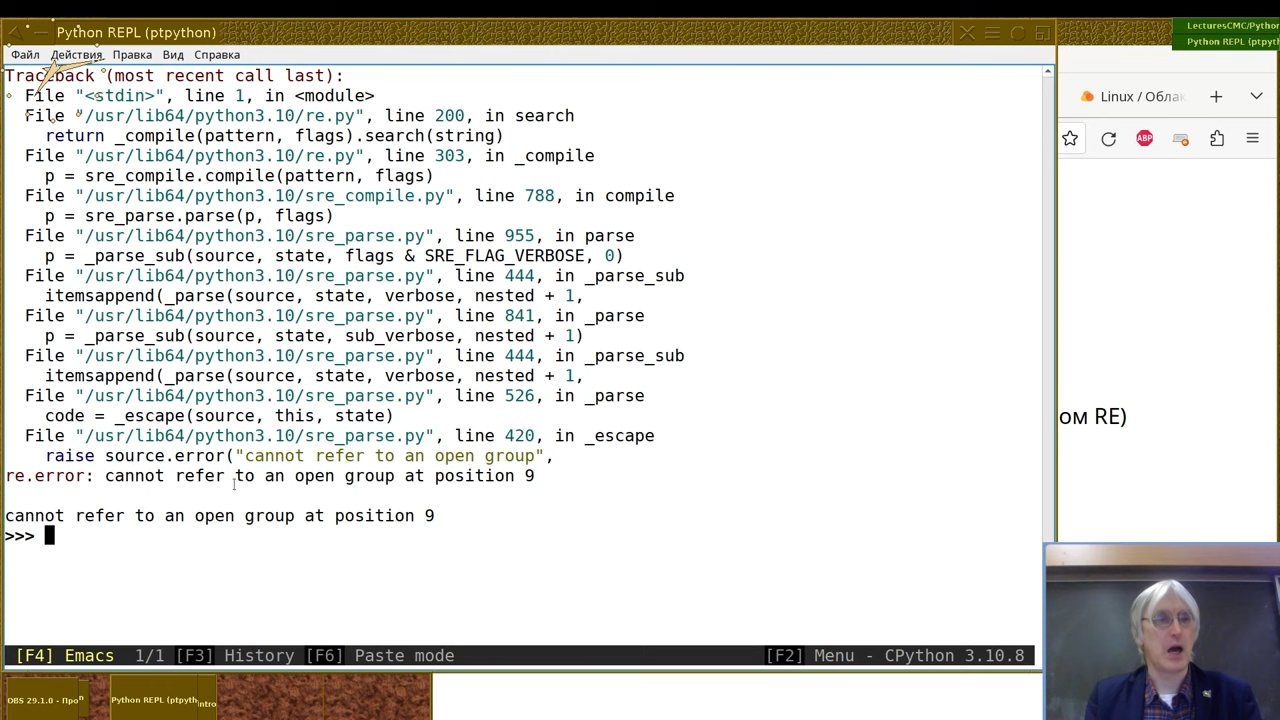 Python REPL (ptpython)
LecturesCMC/Python
Python REPL (ptpyt
Файл Действия Правка Вид Справка
Traceback (most recent call last):
File "<stdin>", line 1, in <module>
File "/usr/lib64/python3.10/re.py", line 200, in search
return _compile(pattern, flags).search(string)
File "/usr/lib64/python3.10/re.py", line 303, in _compile
p = sre_compile.compile(pattern, flags)
File "/usr/lib64/python3.10/sre_compile.py", line 788, in compile
p = sre_parse.parse(p, flags)
File "/usr/lib64/python3.10/sre_parse.py", line 955, in parse
p = _parse_sub(source, state, flags & SRE_FLAG_VERBOSE, 0)
File "/usr/lib64/python3.10/sre_parse.py", line 444, in _parse_sub
itemsappend(_parse(source, state, verbose, nested + 1,
File "/usr/lib64/python3.10/sre_parse.py", line 841, in _parse
p = _parse_sub(source, state, sub_verbose, nested + 1)
File "/usr/lib64/python3.10/sre_parse.py", line 444, in _parse_sub
itemsappend(_parse(source, state, verbose, nested + 1,
File "/usr/lib64/python3.10/sre_parse.py", line 526, in _parse
code = _escape(source, this, state)
File "/usr/lib64/python3.10/sre_parse.py", line 420, in _escape
raise source.error("cannot refer to an open group",
re.error: cannot refer to an open group at position 9
cannot refer to an open group at position 9
>>>
[F4] Emacs 1/1 [F3] History [F6] Paste mode [F2] Menu - CPython 3.10.8
Linux / Обла
ABP
ом RE)
OBS 29.1.0 - Про
Python REPL (ptpyth